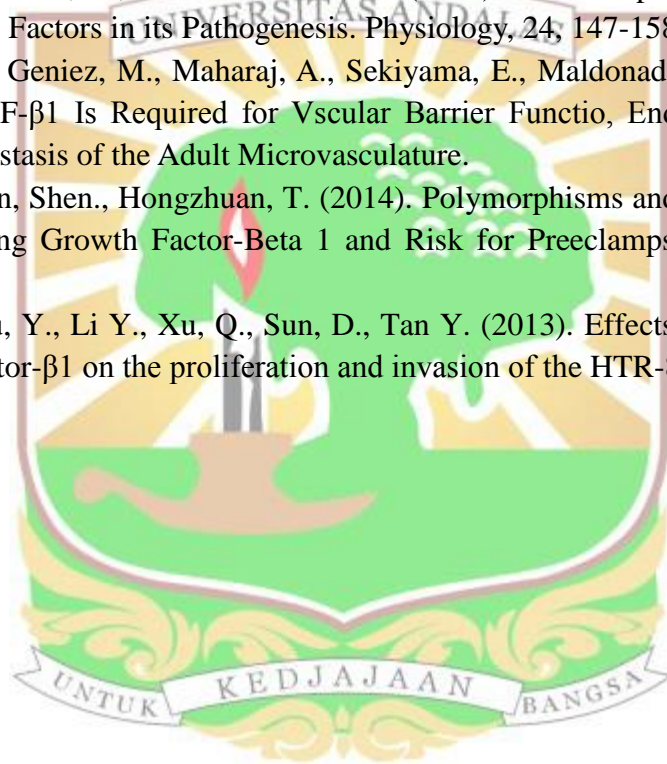 Factors in its Pathogenesis. Physiology, 24, 147-158
UNIVERSITAS ANDALAS
Geniez, M., Maharaj, A., Sekiyama, E., Maldonad
F-β1 Is Required for Vscular Barrier Functio, End
stasis of the Adult Microvasculature.
n, Shen., Hongzhuan, T. (2014). Polymorphisms and
ng Growth Factor-Beta 1 and Risk for Preeclamps
, Y., Li Y., Xu, Q., Sun, D., Tan Y. (2013). Effects
tor-β1 on the proliferation and invasion of the HTR-8
UNTUK KEDJAJAAN BANGSA